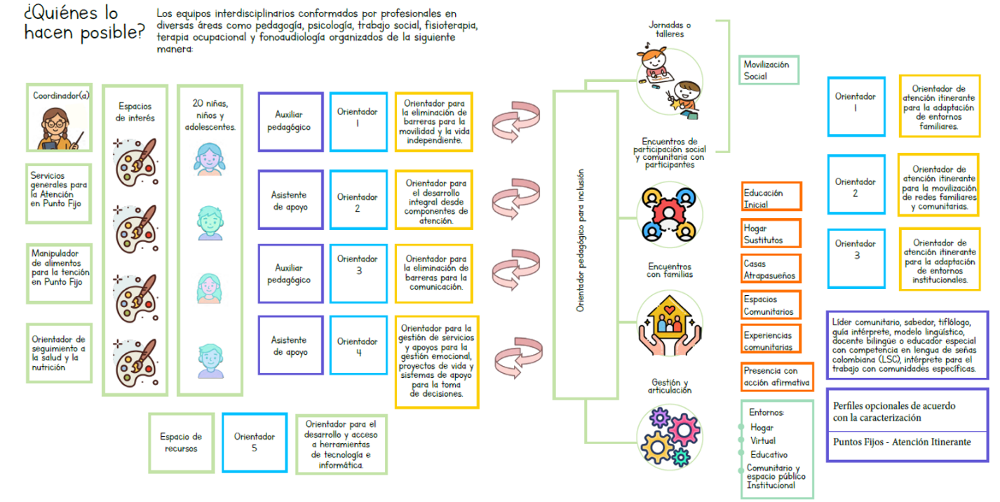 ¿Quiénes lo
hacen posible?
Los equipos interdisciplinarios conformados por profesionales en
diversas áreas como pedagogía, psicología, trabajo social, fisioterapia,
terapia ocupacional y fonoaudiología organizados de la siguiente
manera:
Coordinador(a)
Servicios
generales para
la Atención
en Punto Fijo
Manipulador
de alimentos
para la tención
en Punto Fijo
Orientador de
seguimiento a
la salud y la
nutrición
Espacios
de interés
20 niñas,
niños y
adolescentes.
Auxiliar
pedagógico
Orientador
1
Orientador para
la eliminación de
barreras para la
movilidad y la vida
independiente.
Asistente
de apoyo
Orientador
2
Orientador para
el desarrollo
integral desde
componentes de
atención.
Auxiliar
pedagógico
Orientador
3
Orientador para
la eliminación de
barreras para la
comunicación.
Asistente
de apoyo
Orientador
4
Orientador para la
gestión de servicios
y apoyos para la
gestión emocional,
proyectos de vida y
sistemas de apoyo
para la toma
de decisiones.
Espacio de
recursos
Orientador
5
Orientador para el
desarrollo y acceso
a herramientas
de tecnología e
informática.
Orientador pedagógico para inclusión
Jornadas o
talleres
Encuentros de
participación social
y comunitaria con
participantes
Encuentros
con familias
Gestión y
articulación
Movilización
Social
Educación
Inicial
Hogar
Sustitutos
Casas
Atrapasueños
Espacios
Comunitarios
Experiencias
comunitarias
Presencia con
acción afirmativa
Entornos:
Hogar
Virtual
Educativo
Comunitario y
espacio público
Institucional
Orientador
1
Orientador de
atención itinerante
para la adaptación
de entornos
familiares.
Orientador
2
Orientador de
atención itinerante
para la movilización
de redes familiares
y comunitarias.
Orientador
3
Orientador de
atención itinerante
para la adaptación
de entornos
institucionales.
Líder comunitario, sabedor, tiflólogo,
guía intérprete, modelo lingüístico,
docente bilingüe o educador especial
con competencia en lengua de señas
colombiana (LSC), intérprete para el
trabajo con comunidades específicas.
Perfiles opcionales de acuerdo
con la caracterización
Puntos Fijos - Atención Itinerante